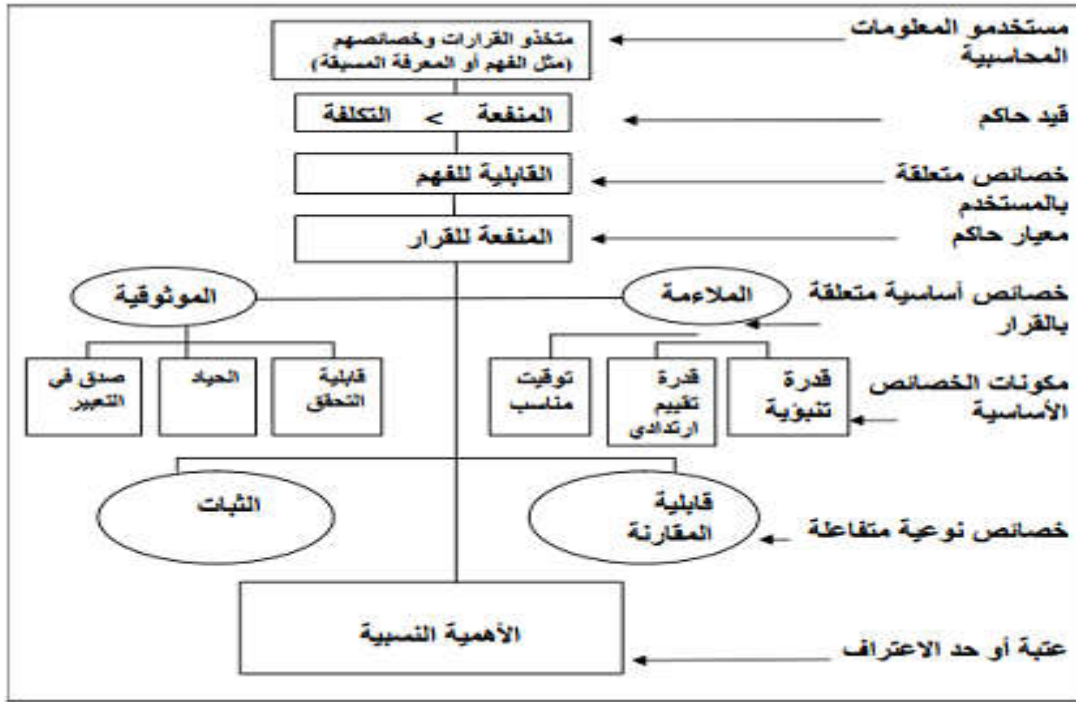 مستخدمو المعلومات
المحاسبية
متخذو القرارات وخصائصهم
(مثل الفهم أو المعرفة المسبقة)
قيد حاكم
المنفعة > التكلفة
خصائص متعلقة
بالمستخدم
القابلية للفهم
معيار حاكم
المنفعة للقرار
خصائص أساسية متعلقة
بالقرار
الملاءمة
الموثوقية
مكونات الخصائص
الأساسية
قدرة
تنبؤية
قدرة
تقييم
ارتدادي
توقيت
مناسب
قابلية
التحقق
الحياد
صدق في
التعبير
خصائص نوعية متفاعلة
قابلية
المقارنة
الثبات
عتبة أو حد الاعتراف
الأهمية النسبية